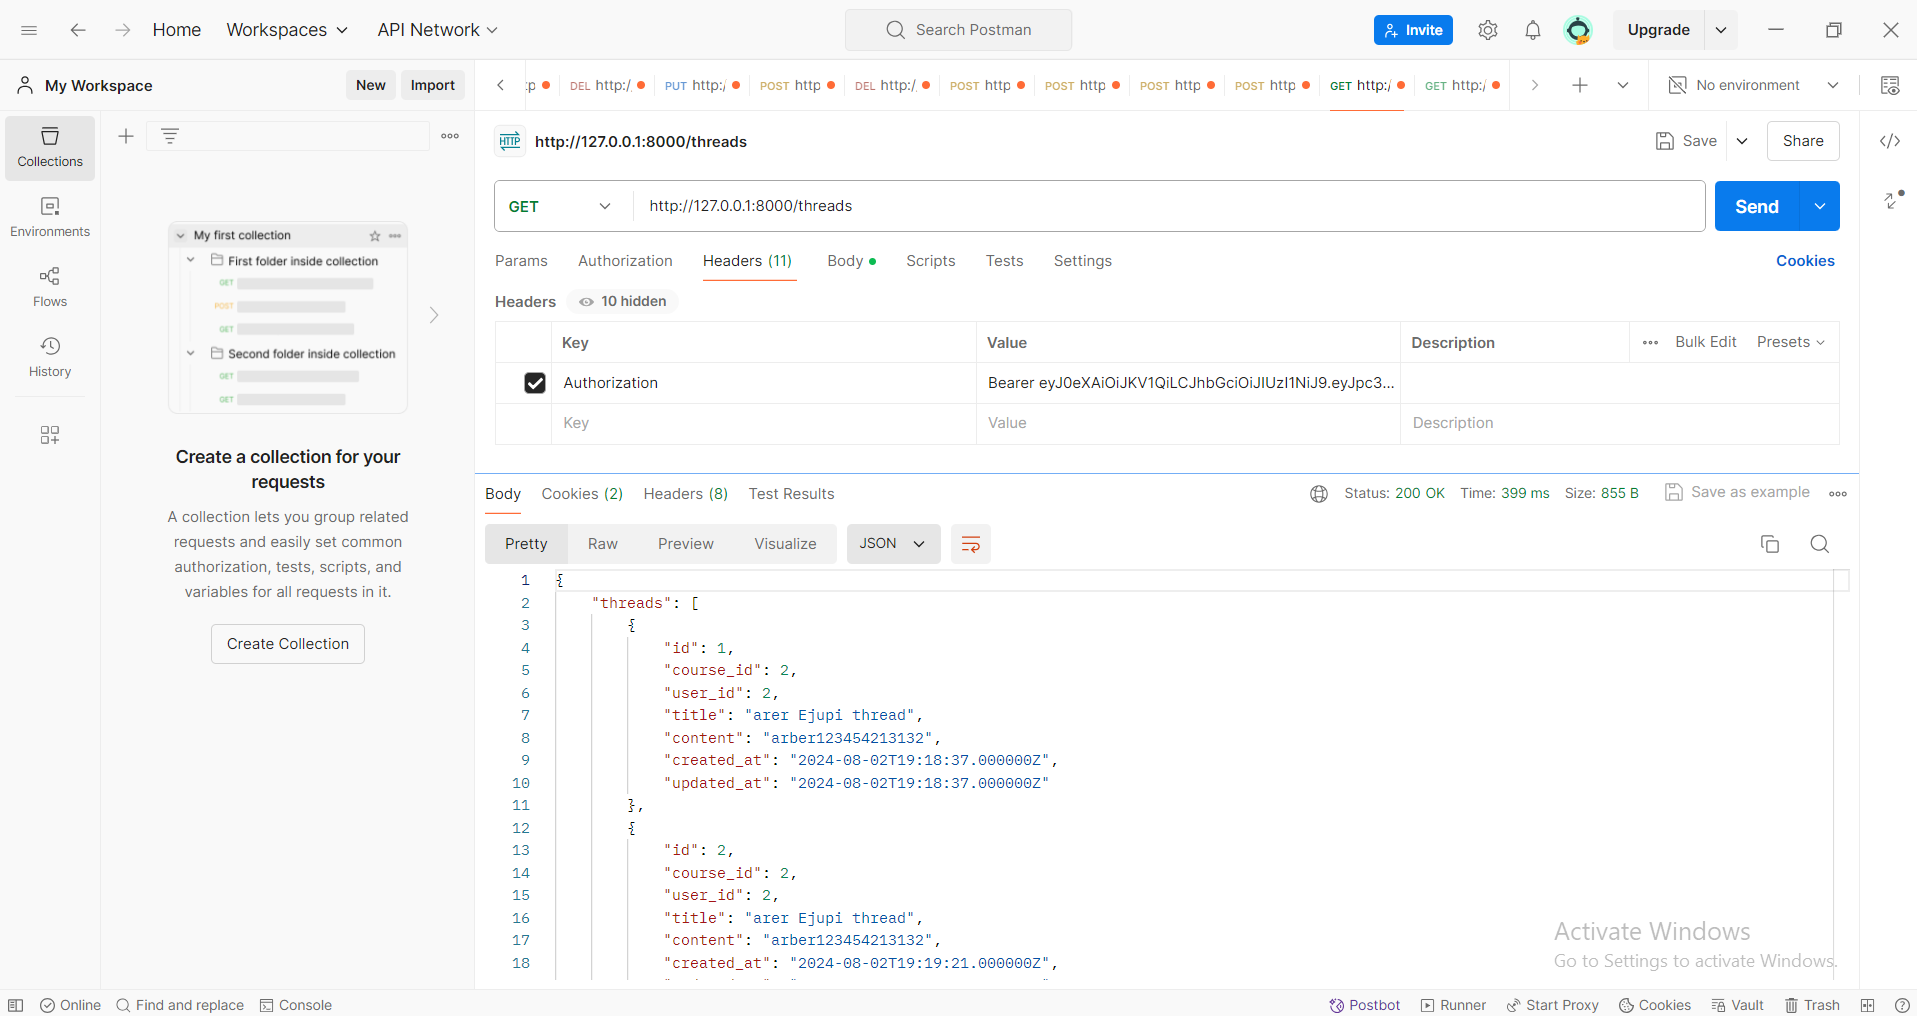 Home Workspaces API Network Search Postman Invite Upgrade
My Workspace New Import
:p DEL http:/ PUT http:/ POST http DEL http:/ POST http POST http POST http POST http GET http:/ GET http:/ No environment
Collections
Environments
Flows
History
My first collection
First folder inside collection
GET
POST
GET
Second folder inside collection
GET
GET
Create a collection for your
requests
A collection lets you group related
requests and easily set common
authorization, tests, scripts, and
variables for all requests in it.
Create Collection
HTTP http://127.0.0.1:8000/threads Save Share
GET http://127.0.0.1:8000/threads Send
Params Authorization Headers (11) Body Scripts Tests Settings Cookies
Headers 10 hidden
Key Value Description Bulk Edit Presets
Authorization Bearer eyJ0eXAiOiJKV1QiLCJhbGciOiJIUzI1NiJ9.eyJpc3...
Key Value Description
Body Cookies (2) Headers (8) Test Results Status: 200 OK Time: 399 ms Size: 855 B Save as example
Pretty Raw Preview Visualize JSON
1 {
2 "threads": [
3 {
4 "id": 1,
5 "course_id": 2,
6 "user_id": 2,
7 "title": "arer Ejupi thread",
8 "content": "arber123454213132",
9 "created_at": "2024-08-02T19:18:37.000000Z",
10 "updated_at": "2024-08-02T19:18:37.000000Z"
11 },
12 {
13 "id": 2,
14 "course_id": 2,
15 "user_id": 2,
16 "title": "arer Ejupi thread",
17 "content": "arber123454213132",
18 "created_at": "2024-08-02T19:19:21.000000Z",
Activate Windows
Go to Settings to activate Windows.
Online Find and replace Console Postbot Runner Start Proxy Cookies Vault Trash